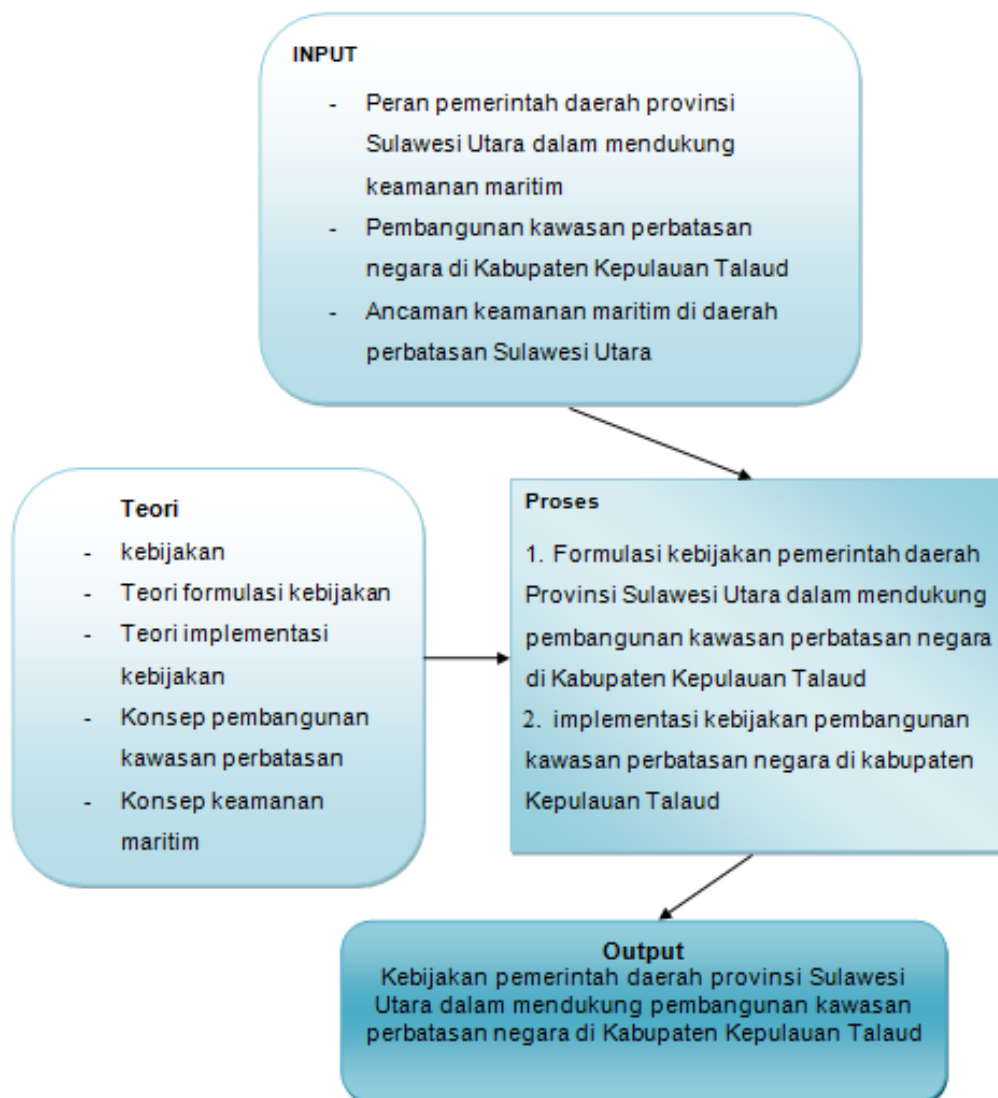 INPUT
- Peran pemerintah daerah provinsi
Sulawesi Utara dalam mendukung
keamanan maritim
- Pembangunan kawasan perbatasan
negara di Kabupaten Kepulauan Talaud
- Ancaman keamanan maritim di daerah
perbatasan Sulawesi Utara
Teori
- kebijakan
- Teori formulasi kebijakan
- Teori implementasi
kebijakan
- Konsep pembangunan
kawasan perbatasan
- Konsep keamanan
maritim
Proses
1. Formulasi kebijakan pemerintah daerah
Provinsi Sulawesi Utara dalam mendukung
pembangunan kawasan perbatasan negara
di Kabupaten Kepulauan Talaud
2. implementasi kebijakan pembangunan
kawasan perbatasan negara di kabupaten
Kepulauan Talaud
Output
Kebijakan pemerintah daerah provinsi Sulawesi
Utara dalam mendukung pembangunan kawasan
perbatasan negara di Kabupaten Kepulauan Talaud